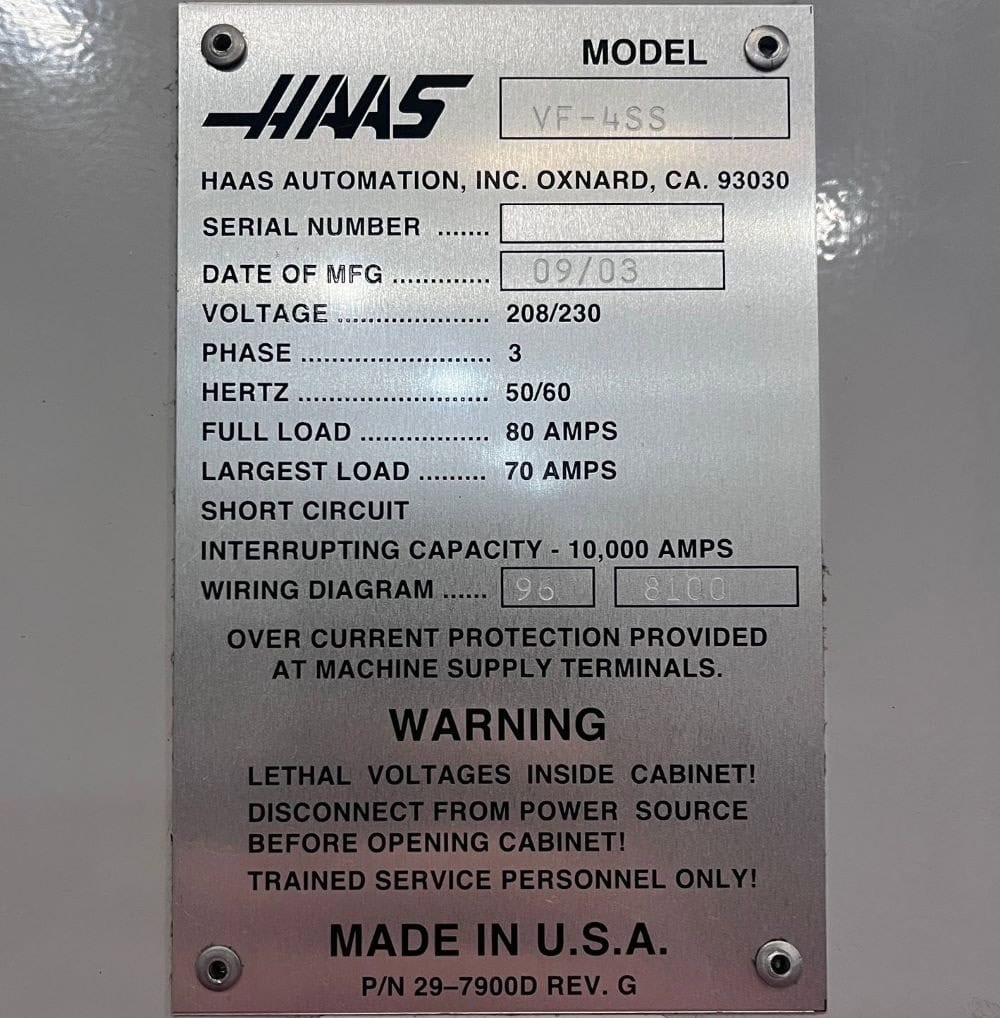 MODEL
HAAS
VF-4SS
HAAS AUTOMATION, INC. OXNARD, CA. 93030
SERIAL NUMBER .......
DATE OF MFG ............. 09/03
VOLTAGE .................... 208/230
PHASE ......................... 3
HERTZ ......................... 50/60
FULL LOAD ................. 80 AMPS
LARGEST LOAD ......... 70 AMPS
SHORT CIRCUIT
INTERRUPTING CAPACITY - 10,000 AMPS
WIRING DIAGRAM ...... 96 8100
OVER CURRENT PROTECTION PROVIDED
AT MACHINE SUPPLY TERMINALS.
WARNING
LETHAL VOLTAGES INSIDE CABINET!
DISCONNECT FROM POWER SOURCE
BEFORE OPENING CABINET!
TRAINED SERVICE PERSONNEL ONLY!
MADE IN U.S.A.
P/N 29–7900D REV. G